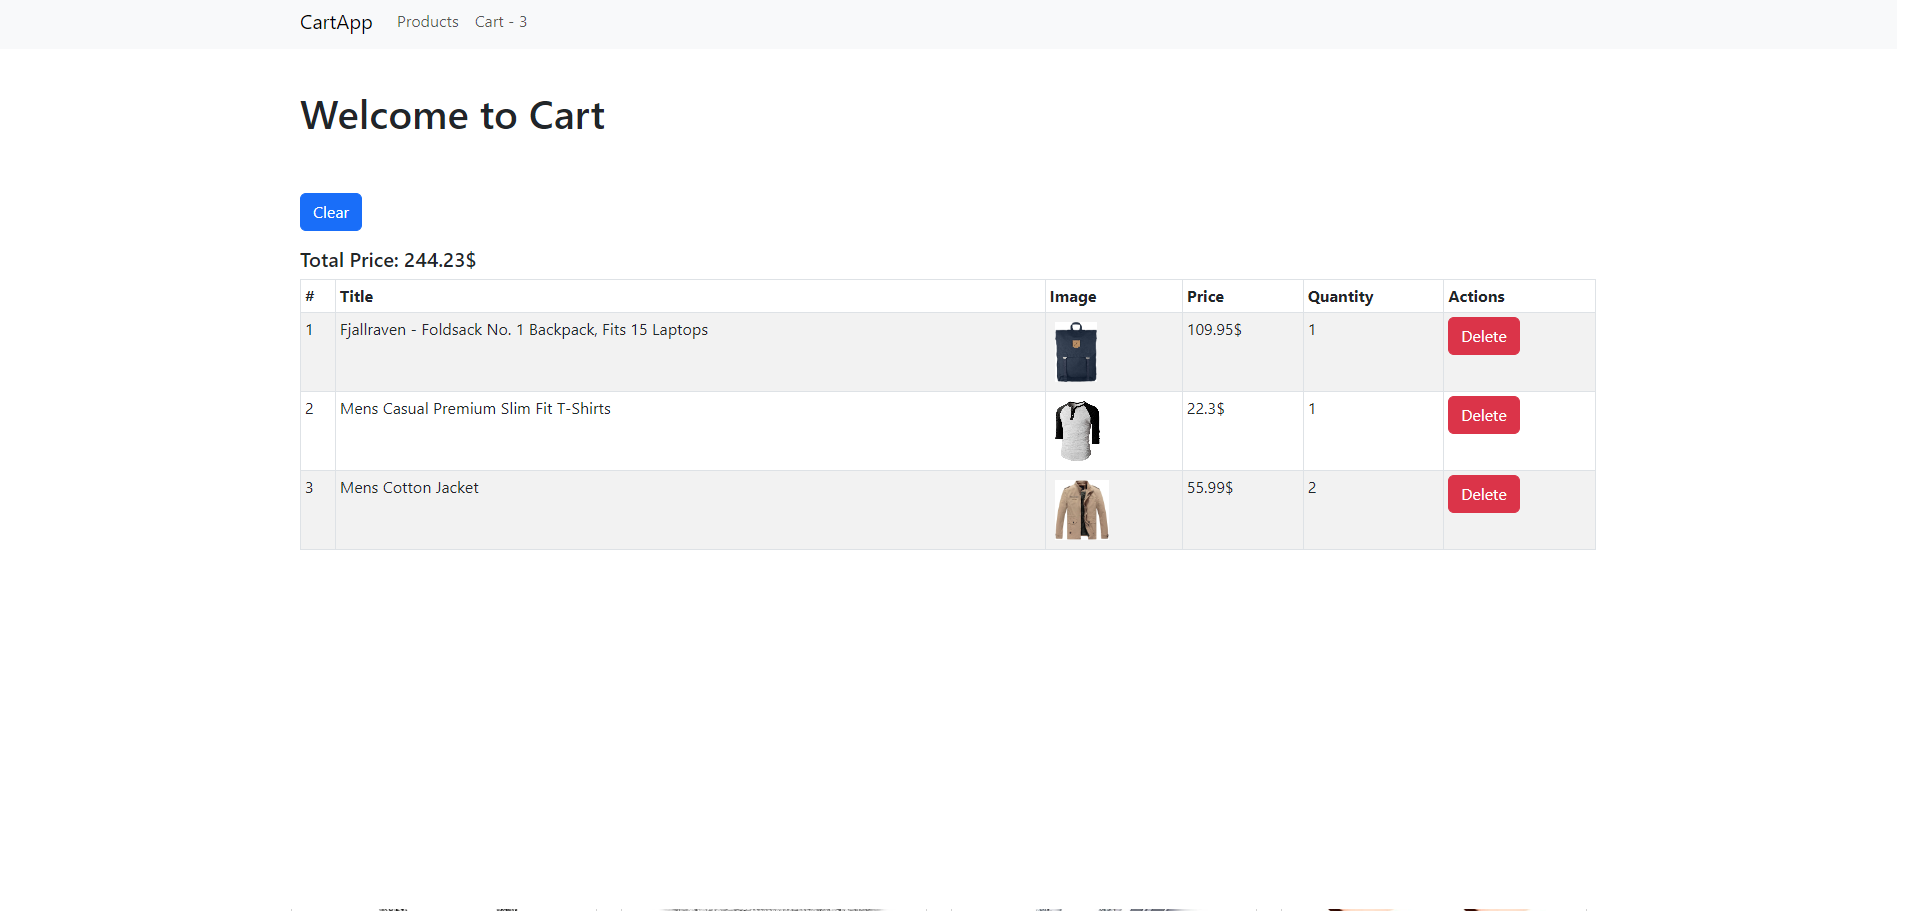 CartApp Products Cart - 3
Welcome to Cart
Clear
Total Price: 244.23$
# Title Image Price Quantity Actions
1 Fjallraven - Foldsack No. 1 Backpack, Fits 15 Laptops 109.95$ 1 Delete
2 Mens Casual Premium Slim Fit T-Shirts 22.3$ 1 Delete
3 Mens Cotton Jacket 55.99$ 2 Delete